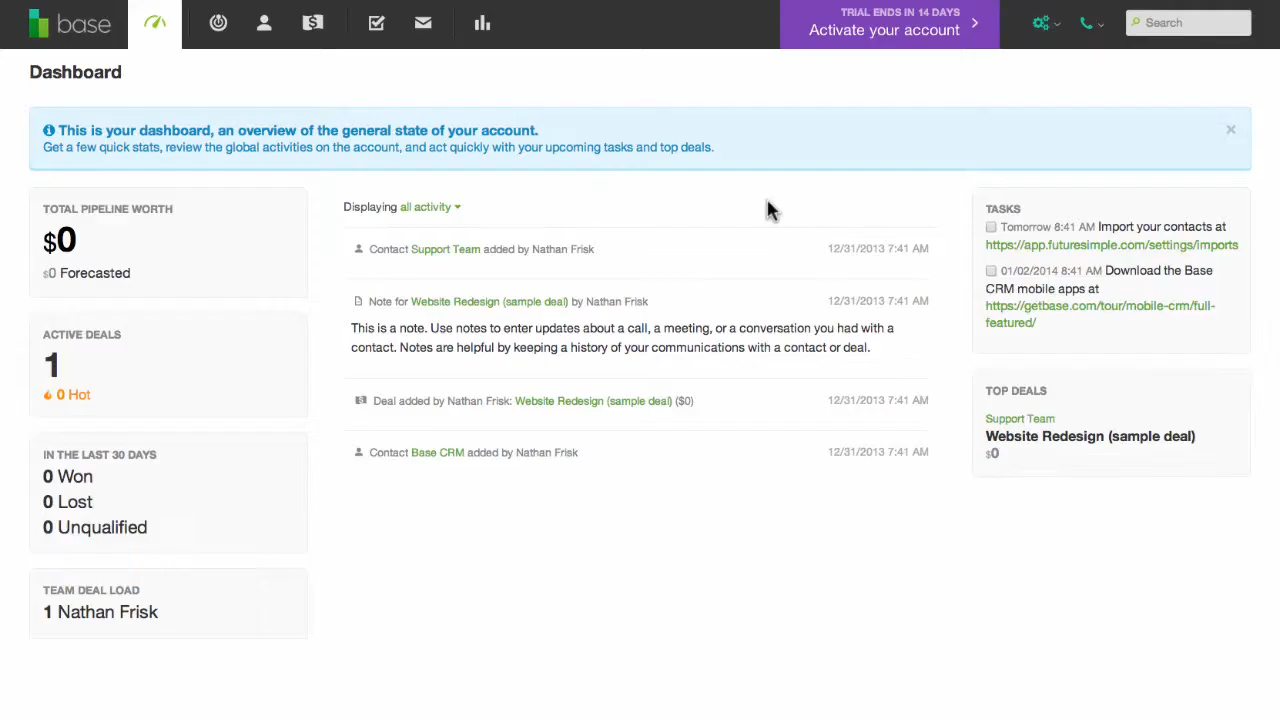 base
TRIAL ENDS IN 14 DAYS
Activate your account
Search
Dashboard
This is your dashboard, an overview of the general state of your account.
Get a few quick stats, review the global activities on the account, and act quickly with your upcoming tasks and top deals.
TOTAL PIPELINE WORTH
$0
$0 Forecasted
ACTIVE DEALS
1
0 Hot
IN THE LAST 30 DAYS
0 Won
0 Lost
0 Unqualified
TEAM DEAL LOAD
1 Nathan Frisk
Displaying all activity
Contact Support Team added by Nathan Frisk 12/31/2013 7:41 AM
Note for Website Redesign (sample deal) by Nathan Frisk 12/31/2013 7:41 AM
This is a note. Use notes to enter updates about a call, a meeting, or a conversation you had with a
contact. Notes are helpful by keeping a history of your communications with a contact or deal.
Deal added by Nathan Frisk: Website Redesign (sample deal) ($0) 12/31/2013 7:41 AM
Contact Base CRM added by Nathan Frisk 12/31/2013 7:41 AM
TASKS
Tomorrow 8:41 AM Import your contacts at
https://app.futuresimple.com/settings/imports
01/02/2014 8:41 AM Download the Base
CRM mobile apps at
https://getbase.com/tour/mobile-crm/full-
featured/
TOP DEALS
Support Team
Website Redesign (sample deal)
$0